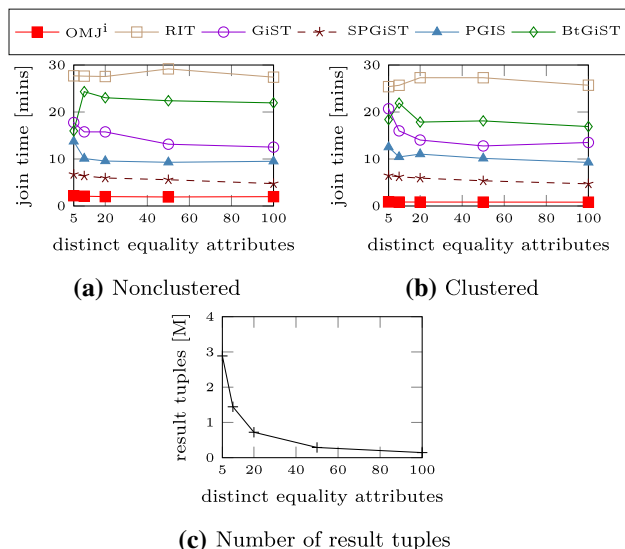 OMJⁱ RIT GiST SPGiST PGIS BtGiST
30
20
10
0
5 20 40 60 80 100
join time [mins]
distinct equality attributes
(a) Nonclustered
30
20
10
0
5 20 40 60 80 100
join time [mins]
distinct equality attributes
(b) Clustered
4
3
2
1
0
5 20 40 60 80 100
result tuples [M]
distinct equality attributes
(c) Number of result tuples